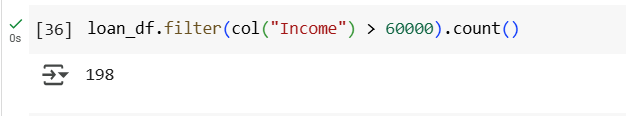 [36] loan_df.filter(col("Income") > 60000).count()
0s
198